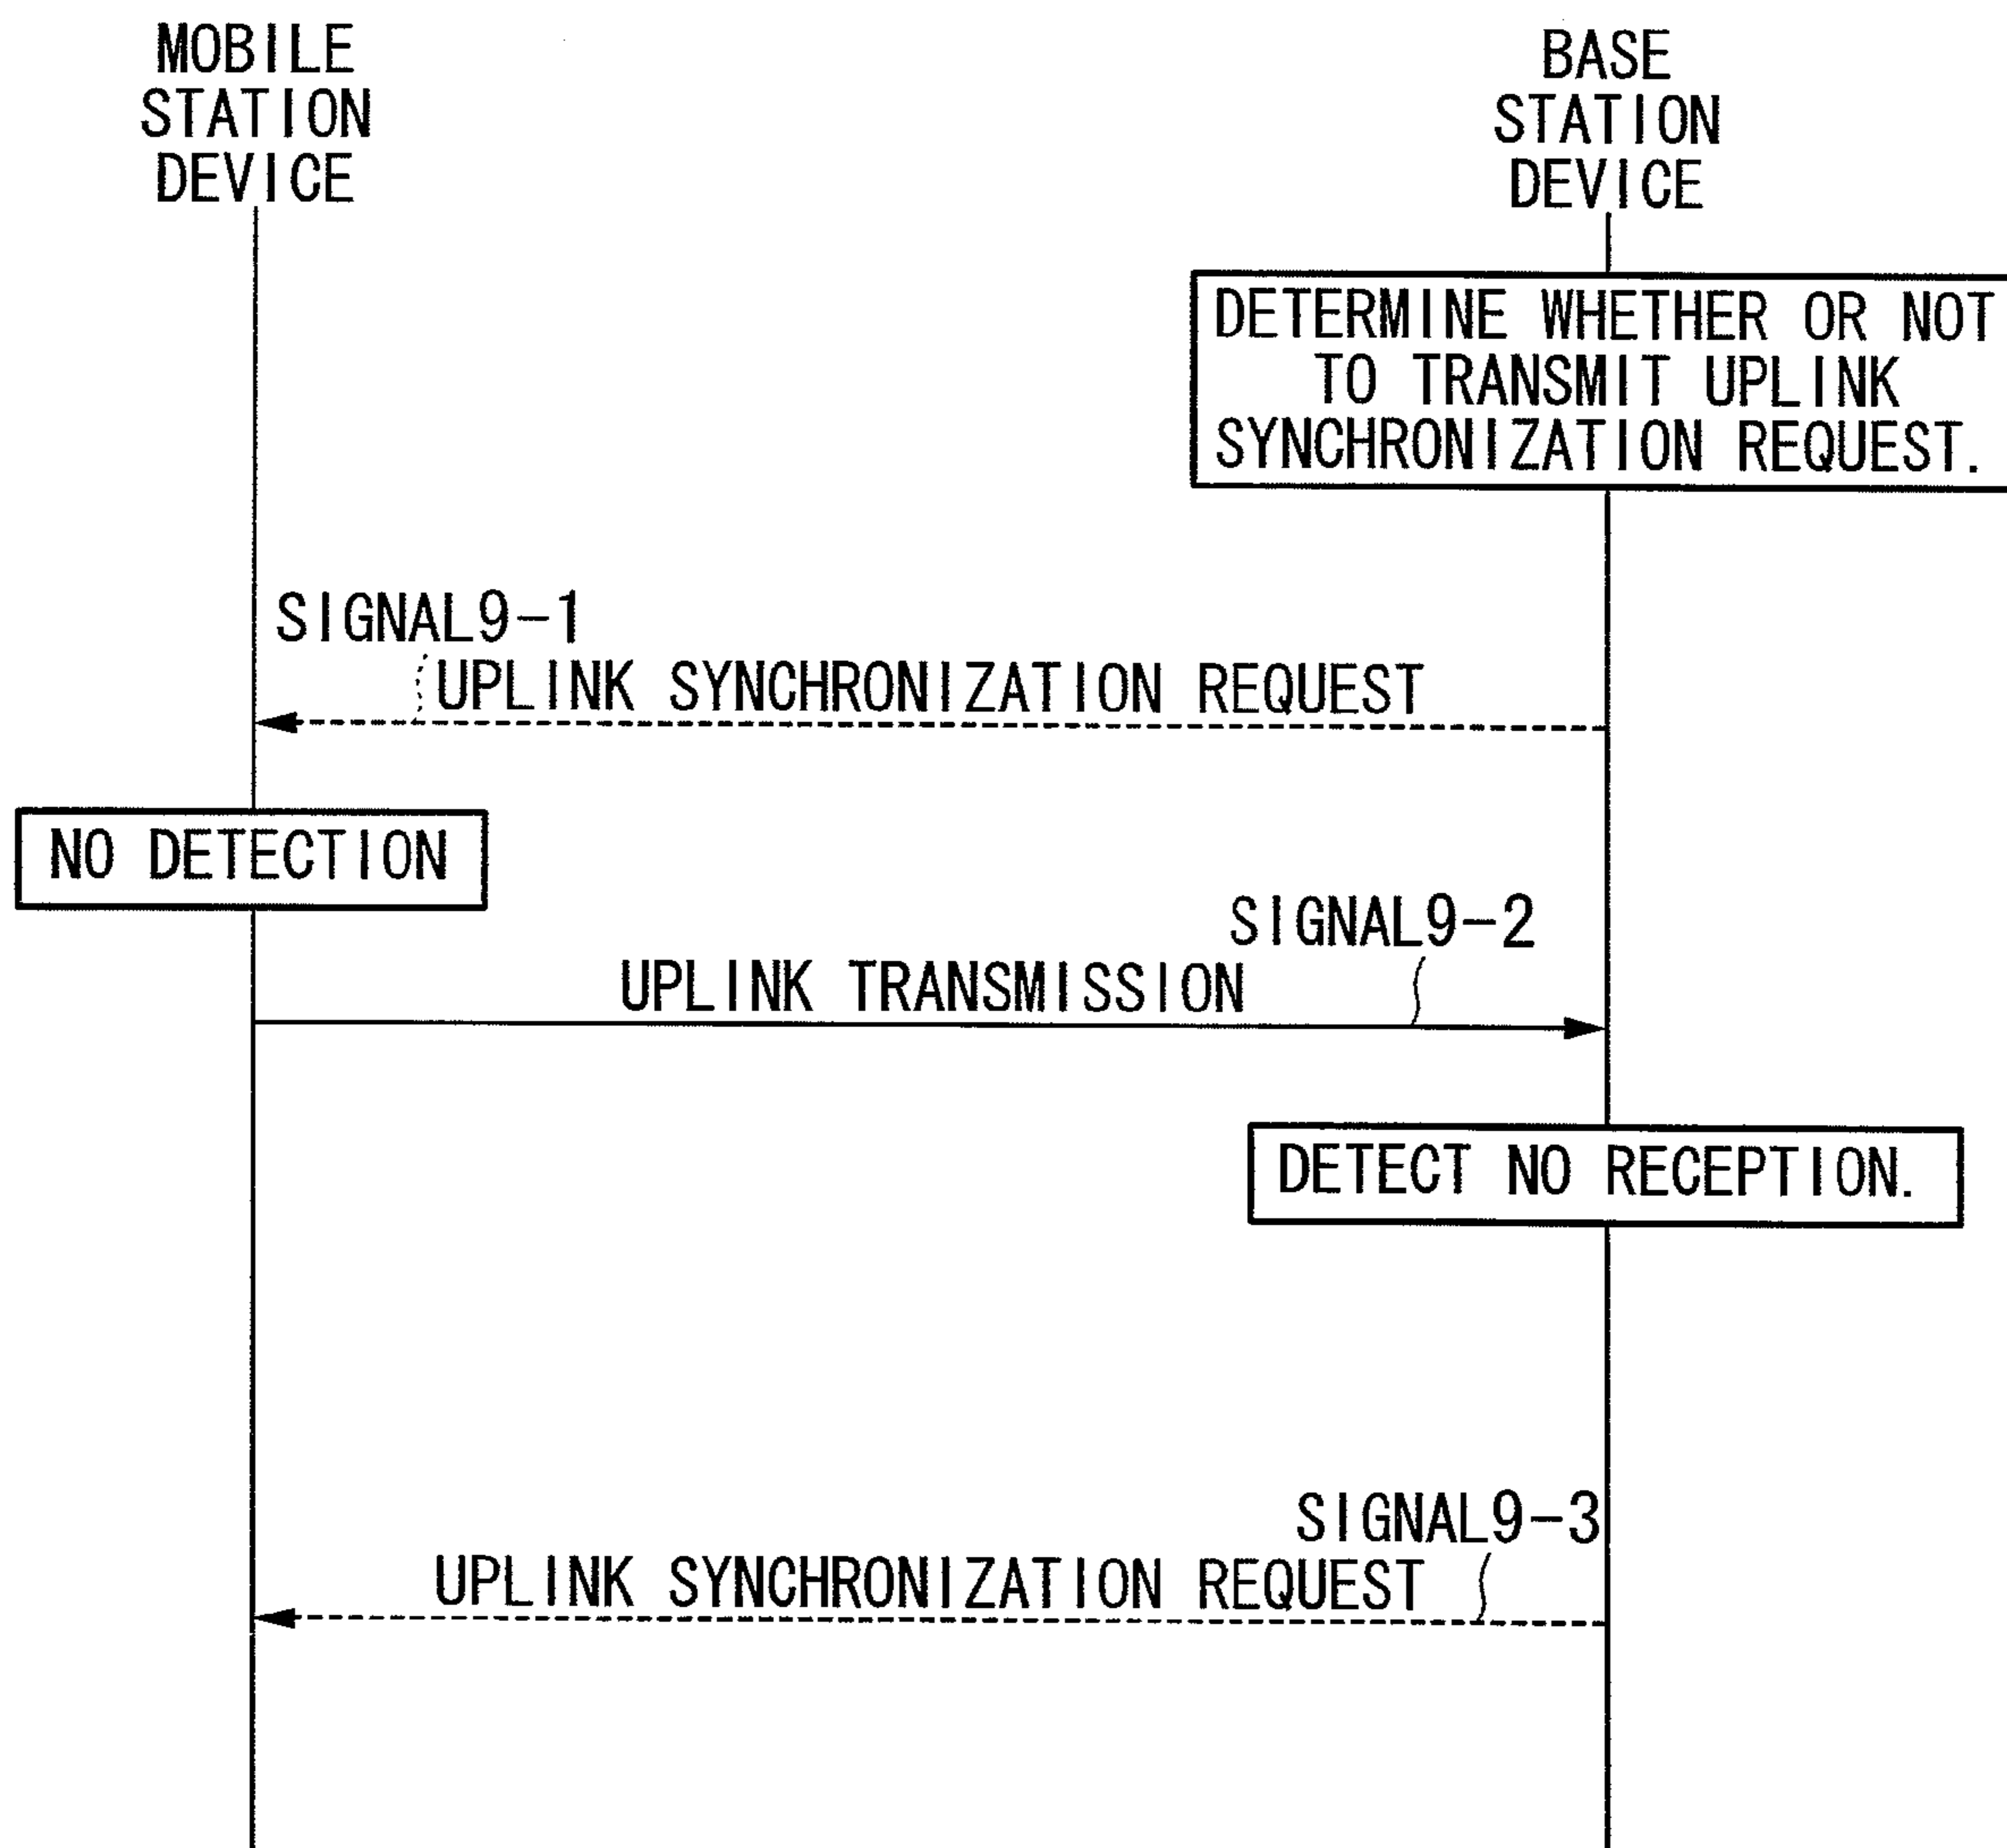 MOBILE
STATION
DEVICE
BASE
STATION
DEVICE
DETERMINE WHETHER OR NOT
TO TRANSMIT UPLINK
SYNCHRONIZATION REQUEST.
SIGNAL9-1
UPLINK SYNCHRONIZATION REQUEST
NO DETECTION
SIGNAL9-2
UPLINK TRANSMISSION
DETECT NO RECEPTION.
SIGNAL9-3
UPLINK SYNCHRONIZATION REQUEST